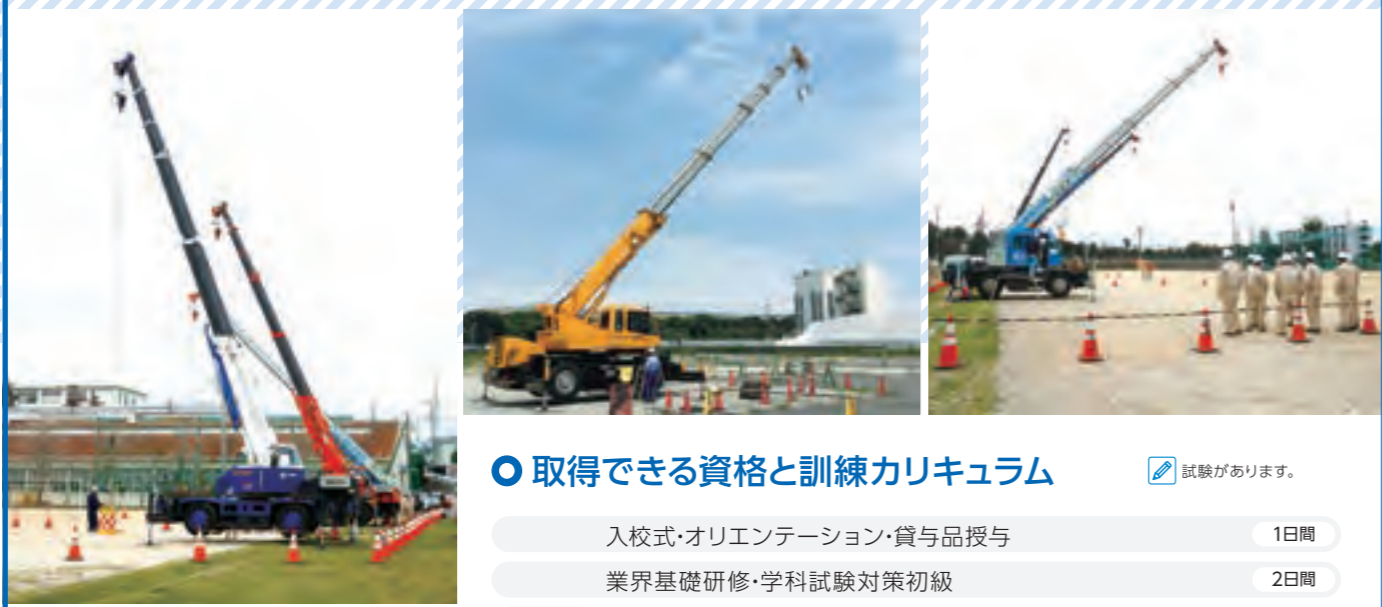 取得できる資格と訓練カリキュラム
試験があります。
入校式・オリエンテーション・貸与品授与 1日間
業界基礎研修・学科試験対策初級 2日間